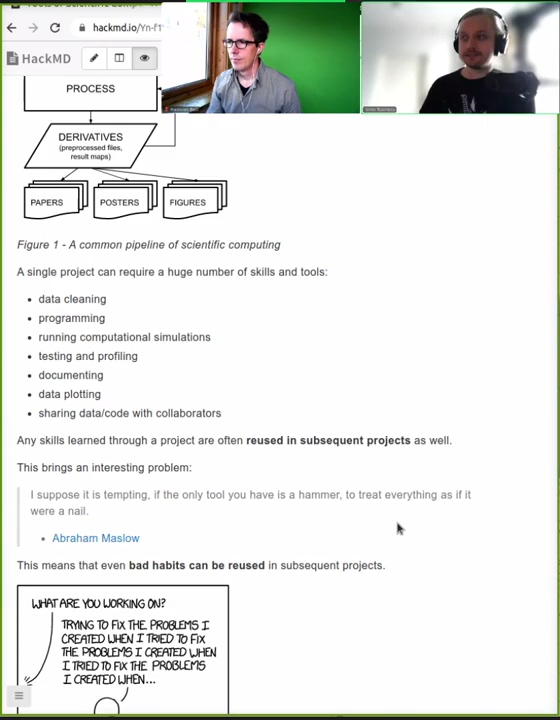 hackmd.io/Yn-f1
HackMD
PROCESS
DERIVATIVES
(preprocessed files,
result maps)
PAPERS
POSTERS
FIGURES
Figure 1 - A common pipeline of scientific computing
A single project can require a huge number of skills and tools:
data cleaning
programming
running computational simulations
testing and profiling
documenting
data plotting
sharing data/code with collaborators
Any skills learned through a project are often reused in subsequent projects as well.
This brings an interesting problem:
I suppose it is tempting, if the only tool you have is a hammer, to treat everything as if it
were a nail.
Abraham Maslow
This means that even bad habits can be reused in subsequent projects.
WHAT ARE YOU WORKING ON?
TRYING TO FIX THE PROBLEMS I
CREATED WHEN I TRIED TO FIX
THE PROBLEMS I CREATED WHEN
I TRIED TO FIX THE PROBLEMS
I CREATED WHEN...